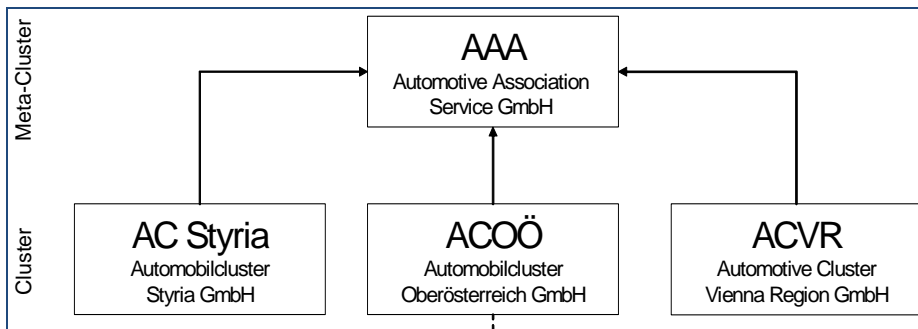 Meta-Cluster
AAA
Automotive Association
Service GmbH
Cluster
AC Styria
Automobilcluster
Styria GmbH
ACOÖ
Automobilcluster
Oberösterreich GmbH
ACVR
Automotive Cluster
Vienna Region GmbH